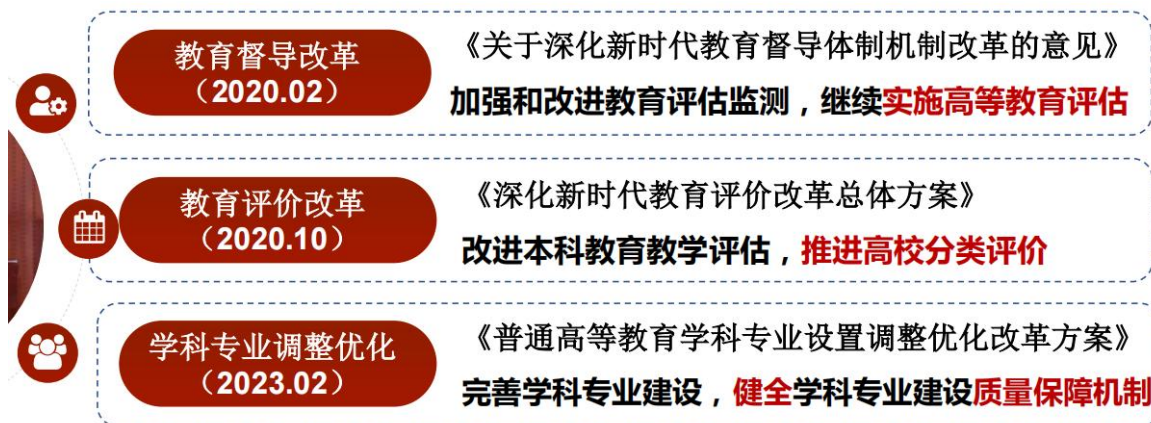 教育督导改革
（2020.02）
《关于深化新时代教育督导体制机制改革的意见》
加强和改进教育评估监测，继续实施高等教育评估
教育评价改革
（2020.10）
《深化新时代教育评价改革总体方案》
改进本科教育教学评估，推进高校分类评价
学科专业调整优化
（2023.02）
《普通高等教育学科专业设置调整优化改革方案》
完善学科专业建设，健全学科专业建设质量保障机制